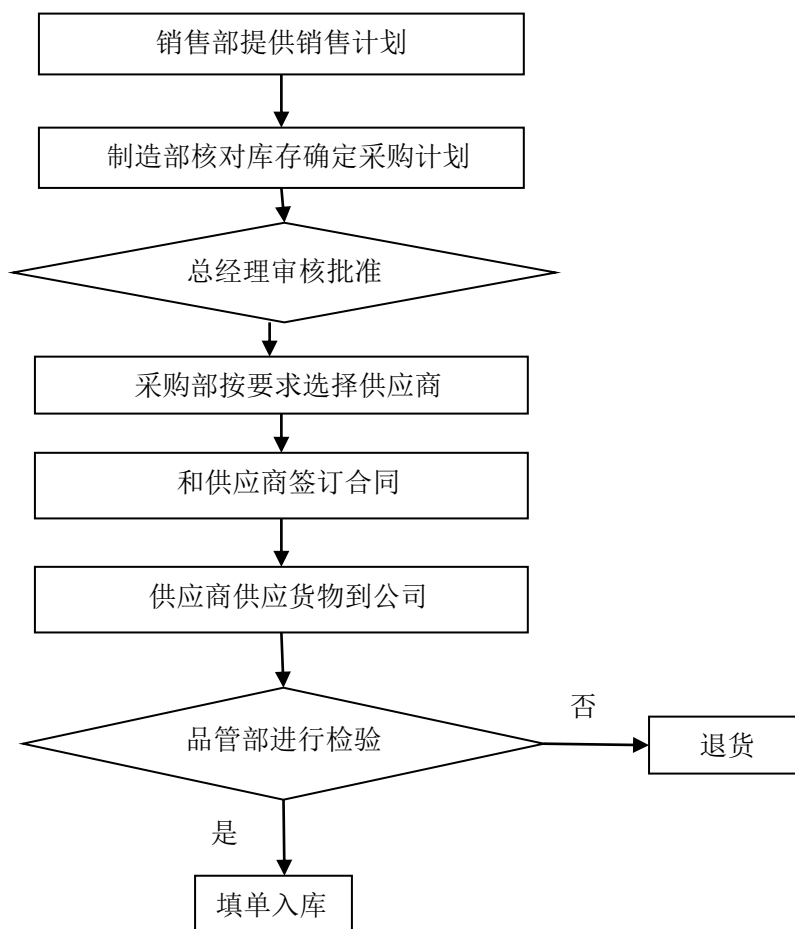 销售部提供销售计划
制造部核对库存确定采购计划
总经理审核批准
采购部按要求选择供应商
和供应商签订合同
供应商供应货物到公司
否
品管部进行检验
退货
是
填单入库